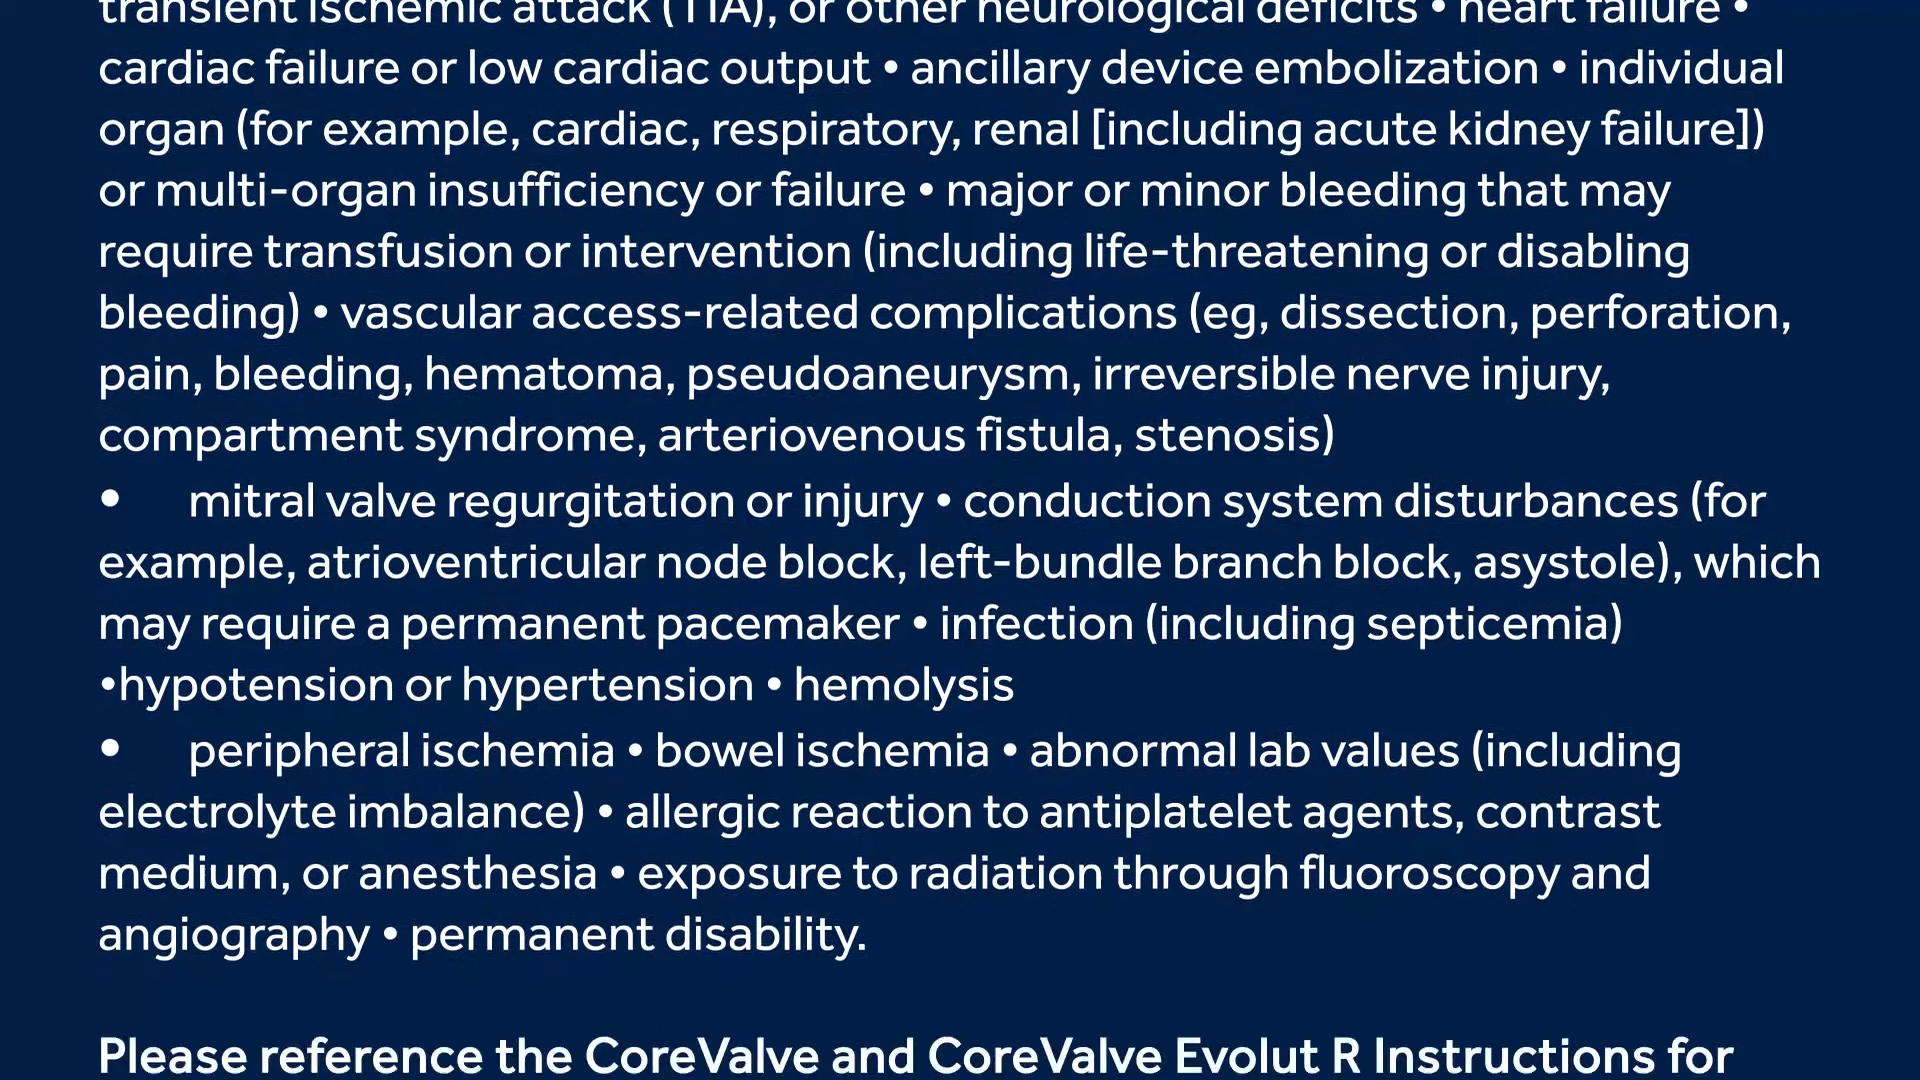 transient ischemic attack (TIA), or other neurological deficits • heart failure •
cardiac failure or low cardiac output • ancillary device embolization • individual
organ (for example, cardiac, respiratory, renal [including acute kidney failure])
or multi-organ insufficiency or failure • major or minor bleeding that may
require transfusion or intervention (including life-threatening or disabling
bleeding) • vascular access-related complications (eg, dissection, perforation,
pain, bleeding, hematoma, pseudoaneurysm, irreversible nerve injury,
compartment syndrome, arteriovenous fistula, stenosis)
• mitral valve regurgitation or injury • conduction system disturbances (for
example, atrioventricular node block, left-bundle branch block, asystole), which
may require a permanent pacemaker • infection (including septicemia)
•hypotension or hypertension • hemolysis
• peripheral ischemia • bowel ischemia • abnormal lab values (including
electrolyte imbalance) • allergic reaction to antiplatelet agents, contrast
medium, or anesthesia • exposure to radiation through fluoroscopy and
angiography • permanent disability.
Please reference the CoreValve and CoreValve Evolut R Instructions for